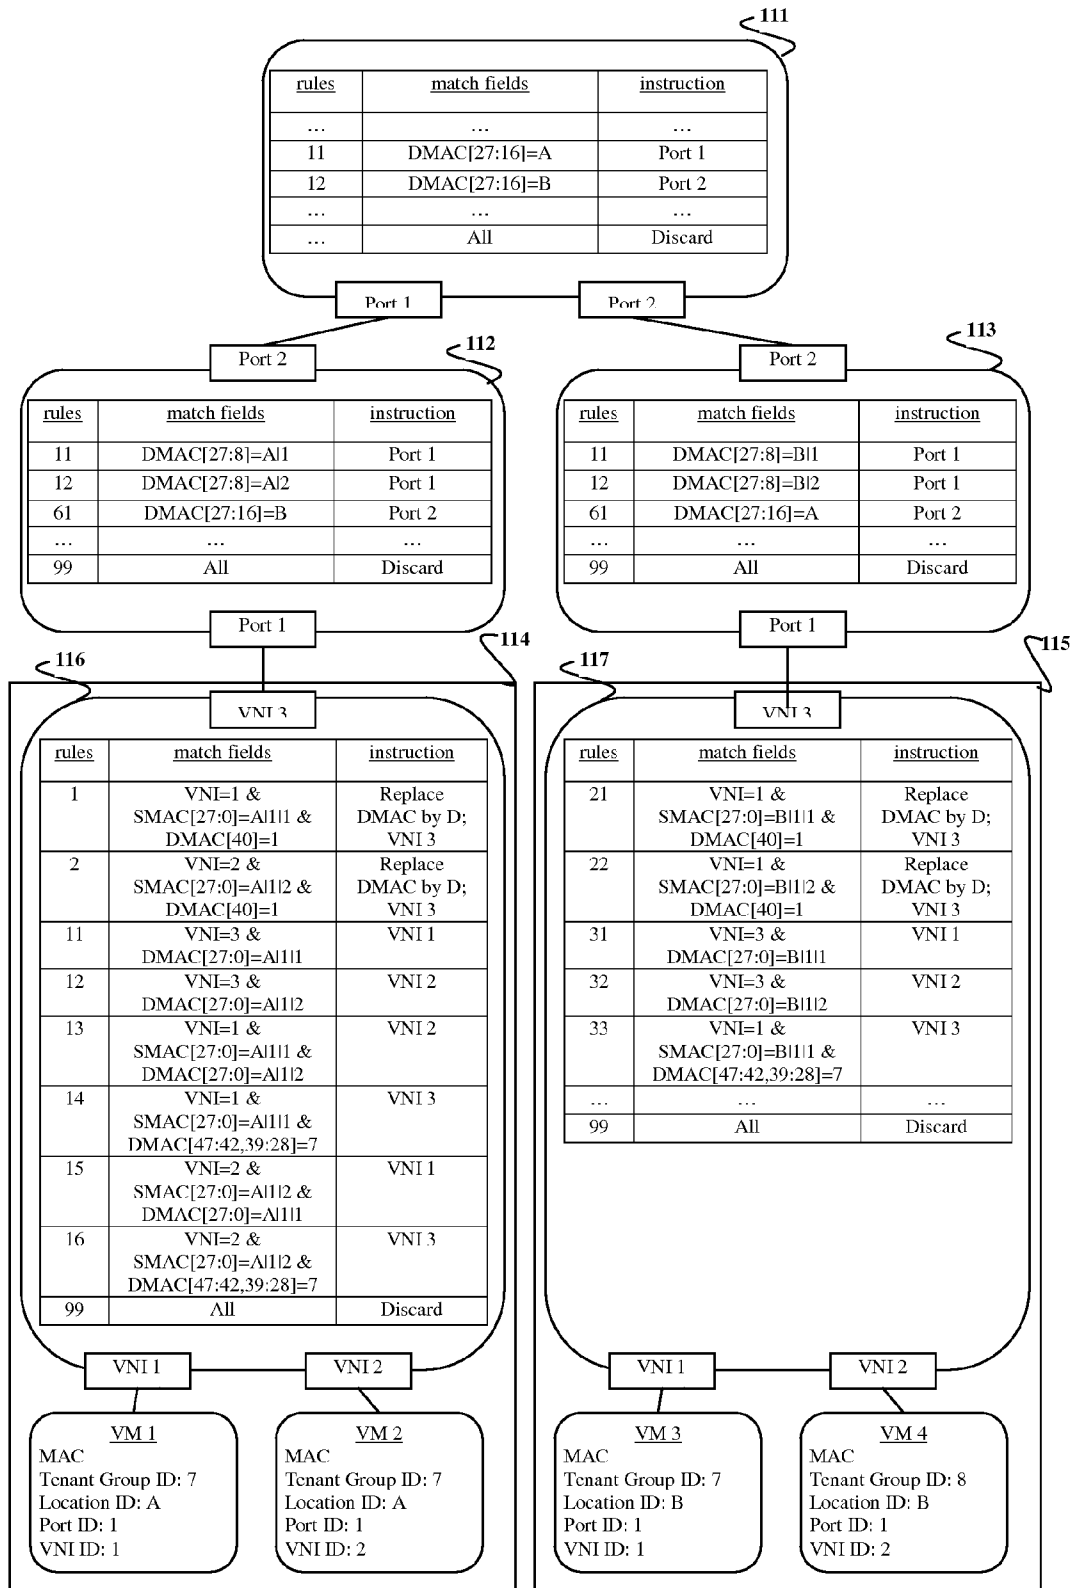 111
rules match fields instruction
... ... ...
11 DMAC[27:16]=A Port 1
12 DMAC[27:16]=B Port 2
... ... ...
... All Discard
Port 1 Port 2
112
Port 2
rules match fields instruction
11 DMAC[27:8]=A|1 Port 1
12 DMAC[27:8]=A|2 Port 1
61 DMAC[27:16]=B Port 2
... ... ...
99 All Discard
Port 1
113
Port 2
rules match fields instruction
11 DMAC[27:8]=B|1 Port 1
12 DMAC[27:8]=B|2 Port 1
61 DMAC[27:16]=A Port 2
... ... ...
99 All Discard
Port 1
114
116
VNI 3
rules match fields instruction
1 VNI=1 & Replace
SMAC[27:0]=A|1|1 & DMAC by D;
DMAC[40]=1 VNI 3
2 VNI=2 & Replace
SMAC[27:0]=A|1|2 & DMAC by D;
DMAC[40]=1 VNI 3
11 VNI=3 & VNI 1
DMAC[27:0]=A|1|1
12 VNI=3 & VNI 2
DMAC[27:0]=A|1|2
13 VNI=1 & VNI 2
SMAC[27:0]=A|1|1 &
DMAC[27:0]=A|1|2
14 VNI=1 & VNI 3
SMAC[27:0]=A|1|1 &
DMAC[47:42,39:28]=7
15 VNI=2 & VNI 1
SMAC[27:0]=A|1|2 &
DMAC[27:0]=A|1|1
16 VNI=2 & VNI 3
SMAC[27:0]=A|1|2 &
DMAC[47:42,39:28]=7
99 All Discard
VNI 1 VNI 2
VM 1
MAC
Tenant Group ID: 7
Location ID: A
Port ID: 1
VNI ID: 1
VM 2
MAC
Tenant Group ID: 7
Location ID: A
Port ID: 1
VNI ID: 2
115
117
VNI 3
rules match fields instruction
21 VNI=1 & Replace
SMAC[27:0]=B|1|1 & DMAC by D;
DMAC[40]=1 VNI 3
22 VNI=1 & Replace
SMAC[27:0]=B|1|2 & DMAC by D;
DMAC[40]=1 VNI 3
31 VNI=3 & VNI 1
DMAC[27:0]=B|1|1
32 VNI=3 & VNI 2
DMAC[27:0]=B|1|2
33 VNI=1 & VNI 3
SMAC[27:0]=B|1|1 &
DMAC[47:42,39:28]=7
... ... ...
99 All Discard
VNI 1 VNI 2
VM 3
MAC
Tenant Group ID: 7
Location ID: B
Port ID: 1
VNI ID: 1
VM 4
MAC
Tenant Group ID: 8
Location ID: B
Port ID: 1
VNI ID: 2